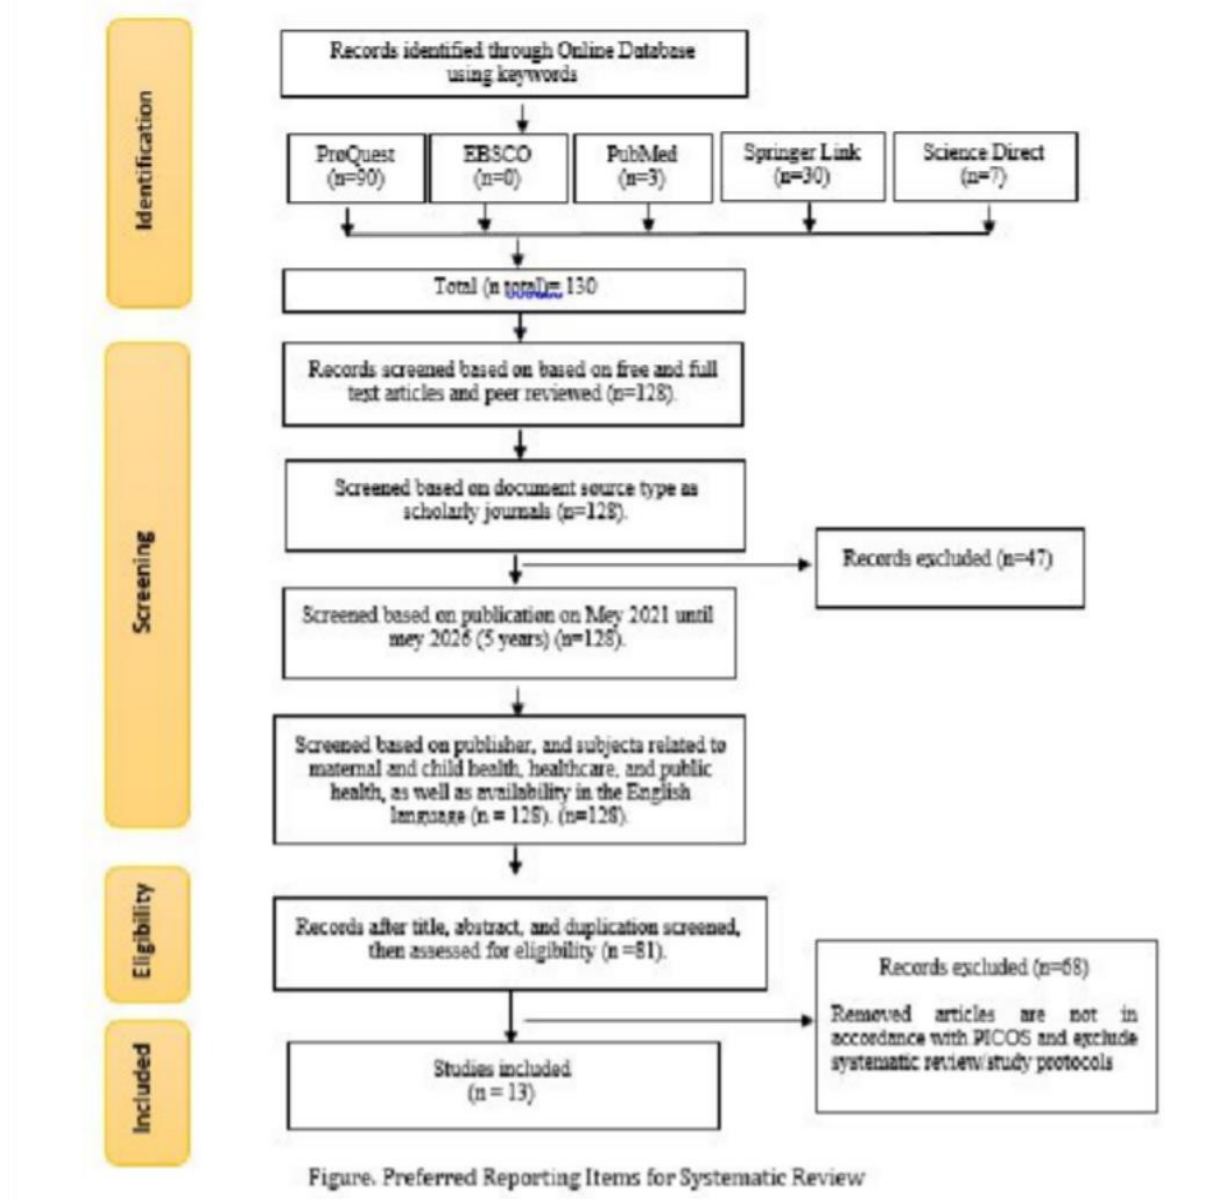 Identification
Records identified through Online Database
using keywords
ProQuest
(n=90)
EBSCO
(n=0)
PubMed
(n=3)
Springer Link
(n=30)
Science Direct
(n=7)
Total (n total)= 130
Screening
Records screened based on based on free and full
text articles and peer reviewed (n=128).
Screened based on document source type as
scholarly journals (n=128).
Records excluded (n=47)
Screened based on publication on Mey 2021 until
mey 2026 (5 years) (n=128).
Screened based on publisher, and subjects related to
maternal and child health, healthcare, and public
health, as well as availability in the English
language (n = 128). (n=128).
Eligibility
Records after title, abstract, and duplication screened,
then assessed for eligibility (n =81).
Records excluded (n=68)
Removed articles are not in
accordance with PICOS and exclude
systematic review/study protocols
Included
Studies included
(n = 13)
Figure. Preferred Reporting Items for Systematic Review